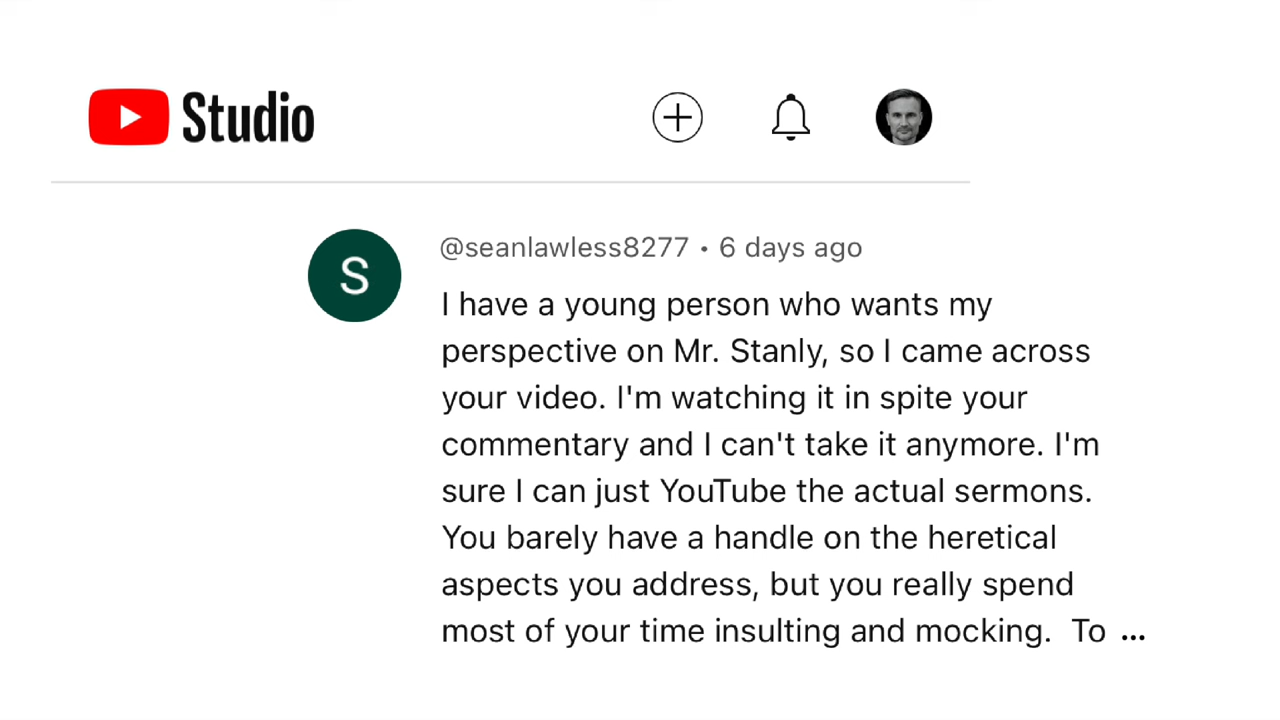 Studio
@seanlawless8277 • 6 days ago
S
I have a young person who wants my
perspective on Mr. Stanly, so I came across
your video. I'm watching it in spite your
commentary and I can't take it anymore. I'm
sure I can just YouTube the actual sermons.
You barely have a handle on the heretical
aspects you address, but you really spend
most of your time insulting and mocking.  To ...